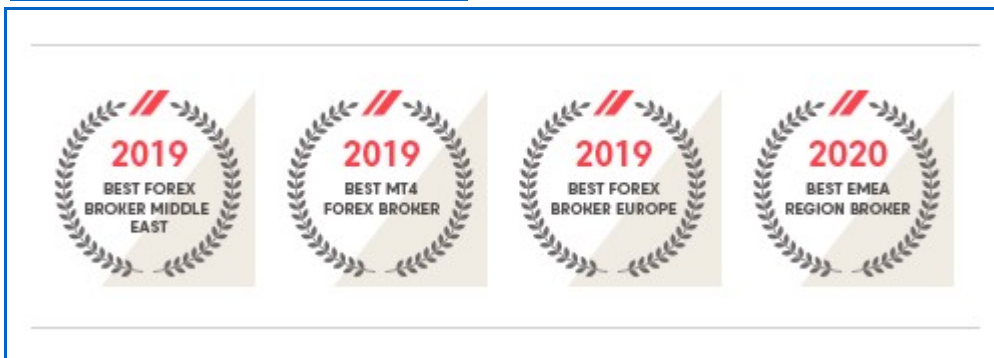 2019
BEST FOREX
BROKER MIDDLE
EAST
2019
BEST MT4
FOREX BROKER
2019
BEST FOREX
BROKER EUROPE
2020
BEST EMEA
REGION BROKER